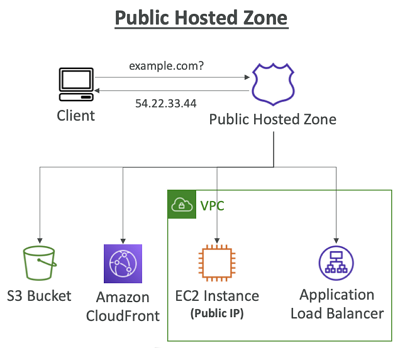 Public Hosted Zone
example.com?
54.22.33.44
Client
Public Hosted Zone
VPC
S3 Bucket
Amazon
CloudFront
EC2 Instance
(Public IP)
Application
Load Balancer